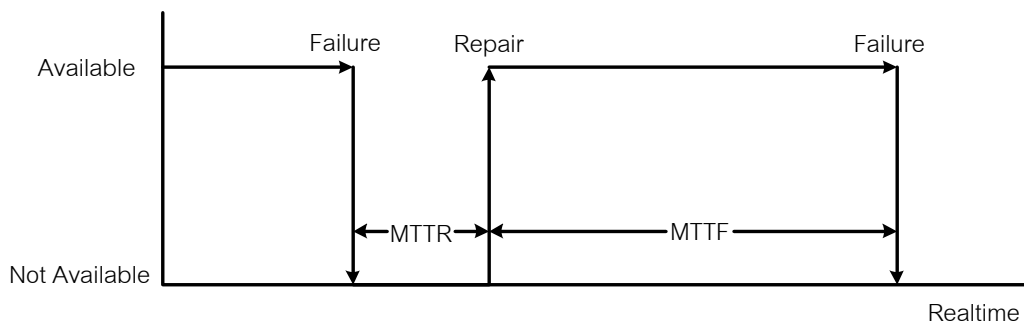 Failure
Repair
Failure
Available
MTTR
MTTF
Not Available
Realtime